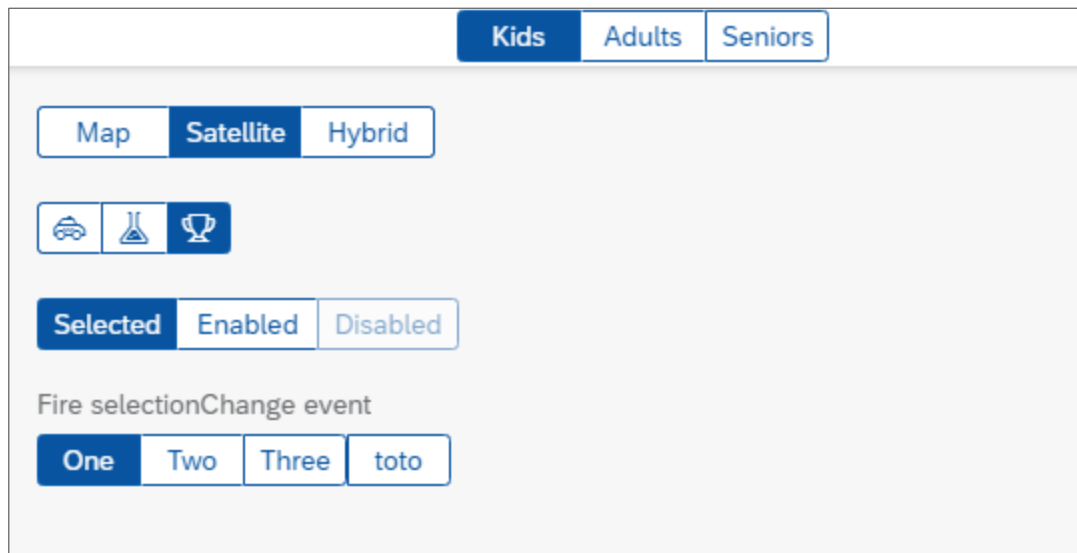 Kids Adults Seniors
Map Satellite Hybrid
Selected Enabled Disabled
Fire selectionChange event
One Two Three toto